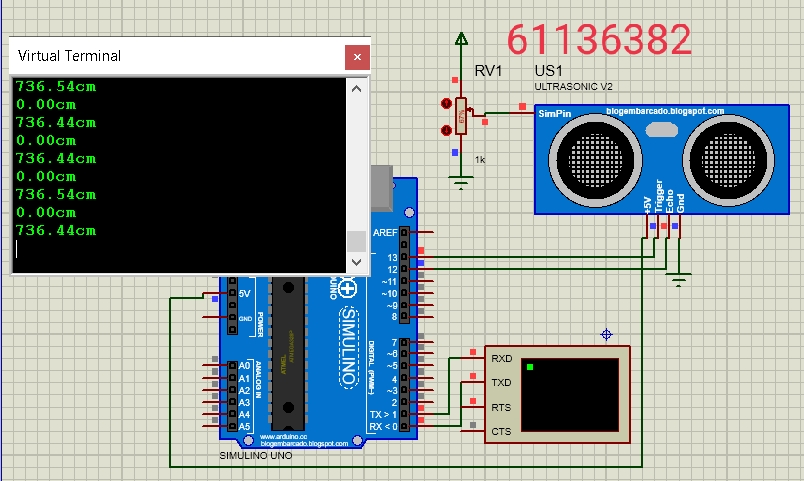 61136382
Virtual Terminal
×
736.54cm
0.00cm
736.44cm
0.00cm
736.44cm
0.00cm
736.54cm
0.00cm
736.44cm
RV1
67%
1k
US1
ULTRASONIC V2
SimPin
blogembarcado.blogspot.com
+5V
Trigger
Echo
Gnd
AREF
13
12
~11
~10
~9
8
7
~6
~5
4
~3
2
TX > 1
RX < 0
DIGITAL (PWM~)
5V
GND
POWER
A0
A1
A2
A3
A4
A5
ANALOG IN
SIMULINO
www.arduino.cc
blogembarcado.blogspot.com
SIMULINO UNO
RXD
TXD
RTS
CTS